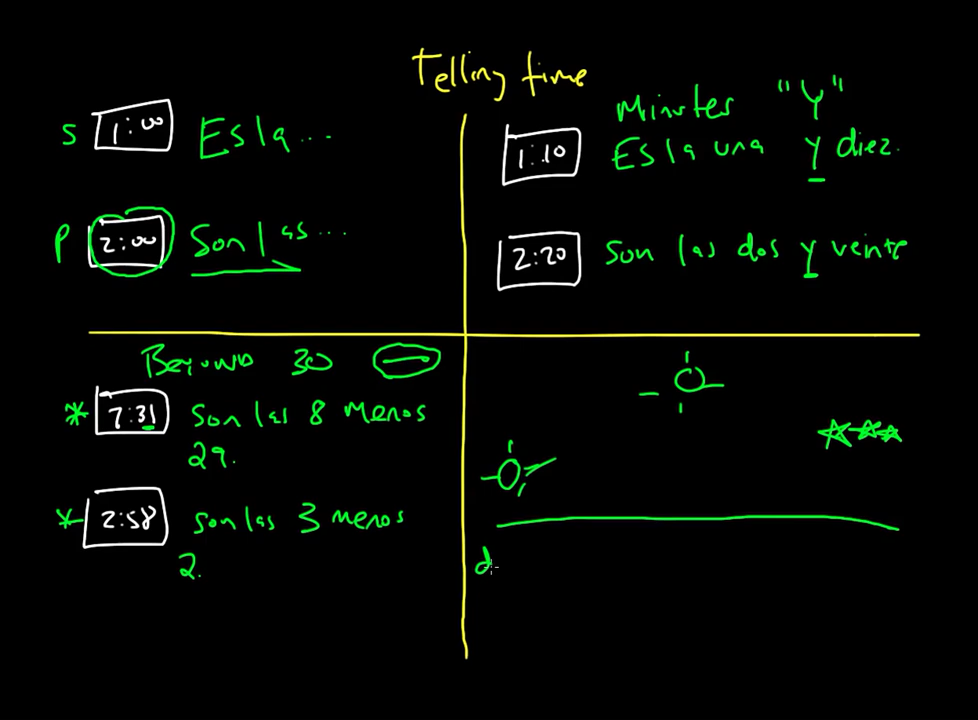 Telling time
S 1:00 Es la ...
P 2:00 Son las ...
Minutes "Y"
1:10 Es la una y diez.
2:20 son las dos y veinte
Beyond 30
* 7:31 son las 8 menos
29.
* 2:58 son las 3 menos
2.
d